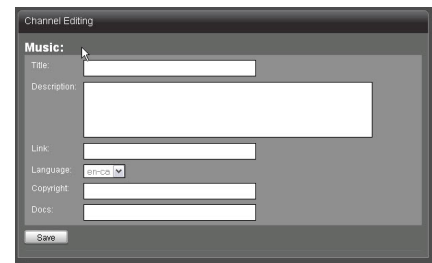 Channel Editing
Music:
Title:
Description:
Link:
Language: en-ca
Copyright:
Docs:
Save